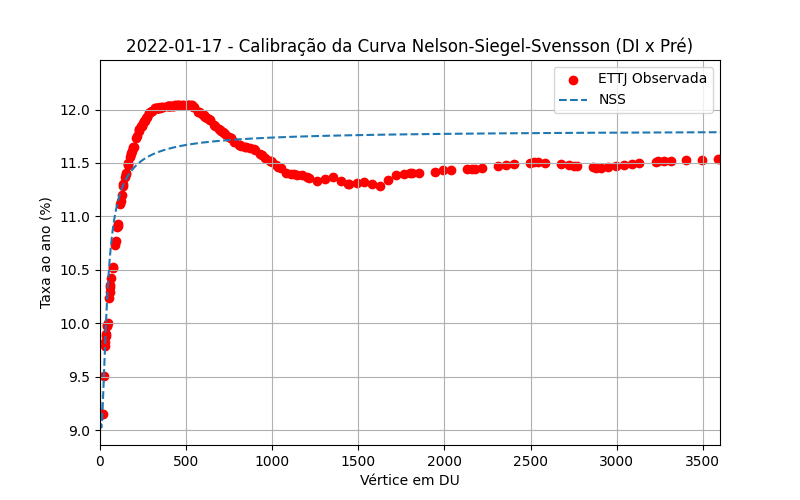 2022-01-17 - Calibração da Curva Nelson-Siegel-Svensson (DI x Pré)
ETTJ Observada
NSS
Taxa ao ano (%)
12.0
11.5
11.0
10.5
10.0
9.5
9.0
0 500 1000 1500 2000 2500 3000 3500
Vértice em DU